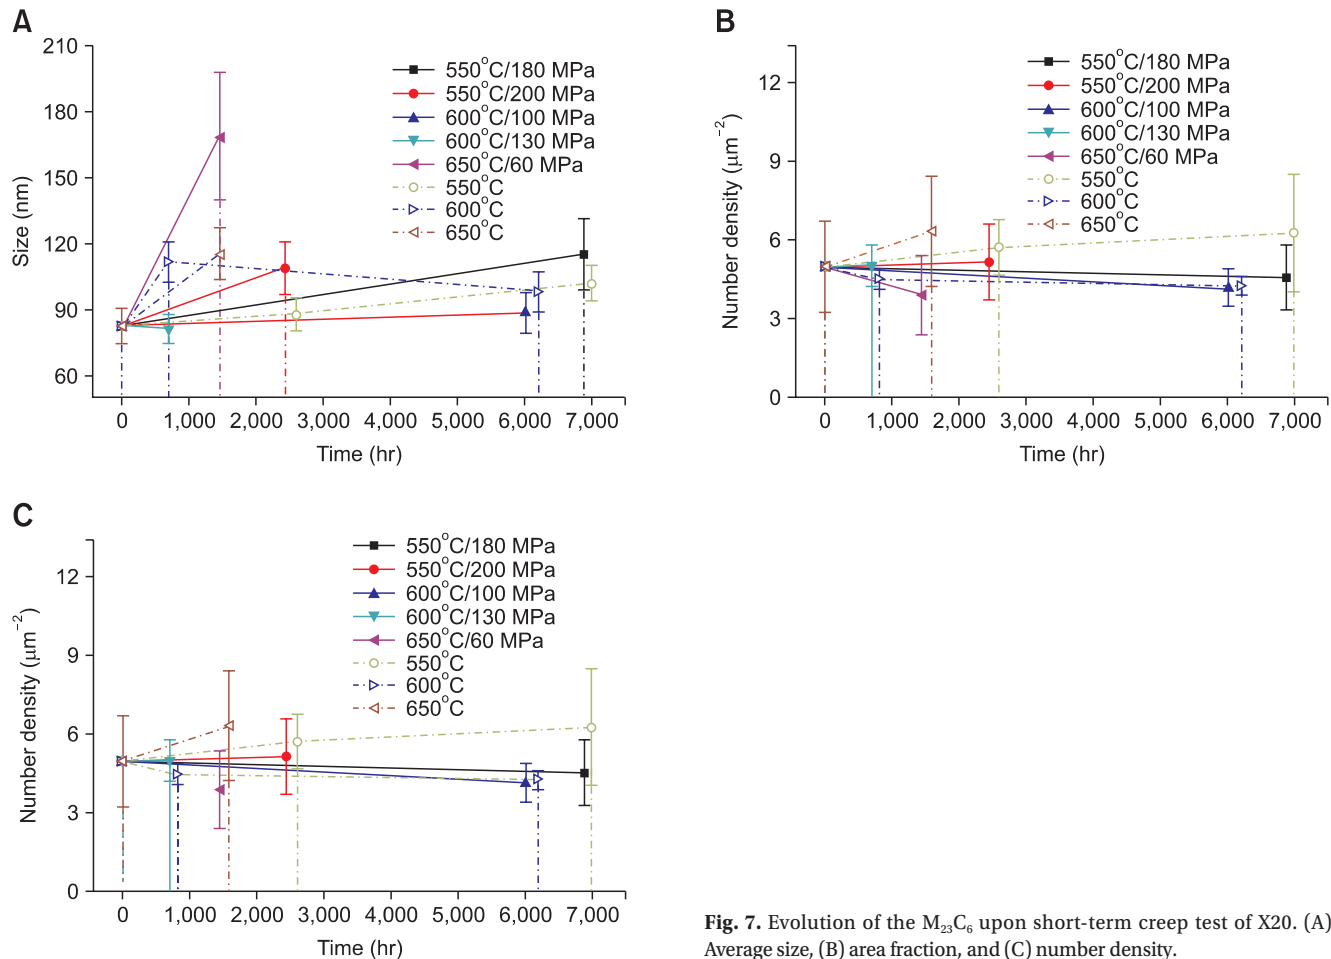 A
210
180
150
120
90
60
Size (nm)
550°C/180 MPa
550°C/200 MPa
600°C/100 MPa
600°C/130 MPa
650°C/60 MPa
550°C
600°C
650°C
0 1,000 2,000 3,000 4,000 5,000 6,000 7,000
Time (hr)
B
12
9
6
3
0
Number density (μm⁻²)
550°C/180 MPa
550°C/200 MPa
600°C/100 MPa
600°C/130 MPa
650°C/60 MPa
550°C
600°C
650°C
0 1,000 2,000 3,000 4,000 5,000 6,000 7,000
Time (hr)
C
12
9
6
3
0
Number density (μm⁻²)
550°C/180 MPa
550°C/200 MPa
600°C/100 MPa
600°C/130 MPa
650°C/60 MPa
550°C
600°C
650°C
0 1,000 2,000 3,000 4,000 5,000 6,000 7,000
Time (hr)
Fig. 7. Evolution of the M₂₃C₆ upon short-term creep test of X20. (A)
Average size, (B) area fraction, and (C) number density.